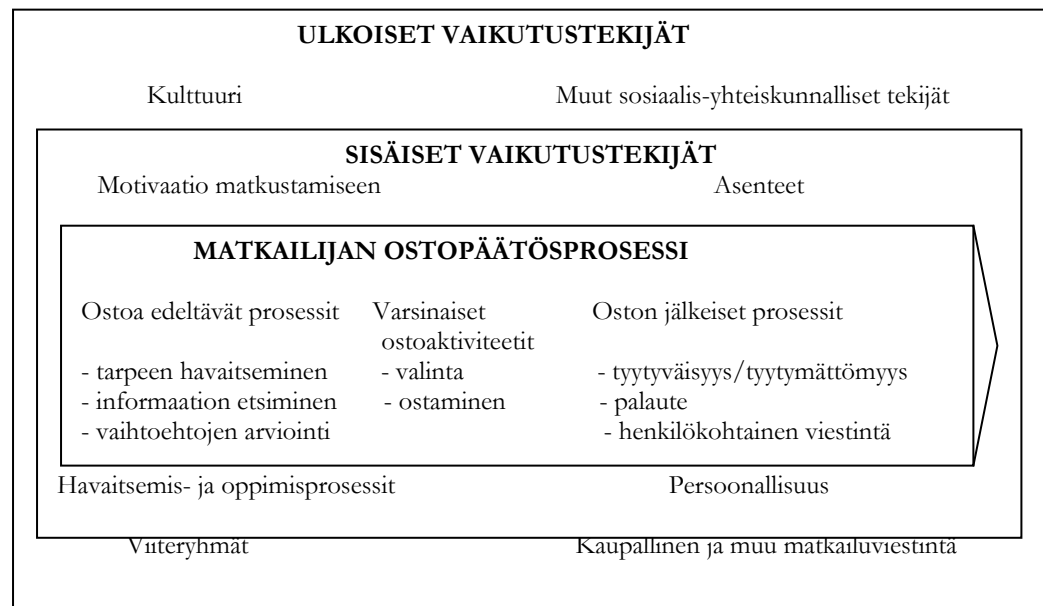 ULKOISET VAIKUTUSTEKIJÄT
Kulttuuri Muut sosiaalis-yhteiskunnalliset tekijät
SISÄISET VAIKUTUSTEKIJÄT
Motivaatio matkustamiseen Asenteet
MATKAILIJAN OSTOPÄÄTÖSPROSESSI
Ostoa edeltävät prosessit Varsinaiset Oston jälkeiset prosessit
ostoaktiviteetit
- tarpeen havaitseminen - valinta - tyytyväisyys/tyytymättömyys
- informaation etsiminen - ostaminen - palaute
- vaihtoehtojen arviointi - henkilökohtainen viestintä
Havaitsemis- ja oppimisprosessit Persoonallisuus
Viiteryhmät Kaupallinen ja muu matkailuviestintä